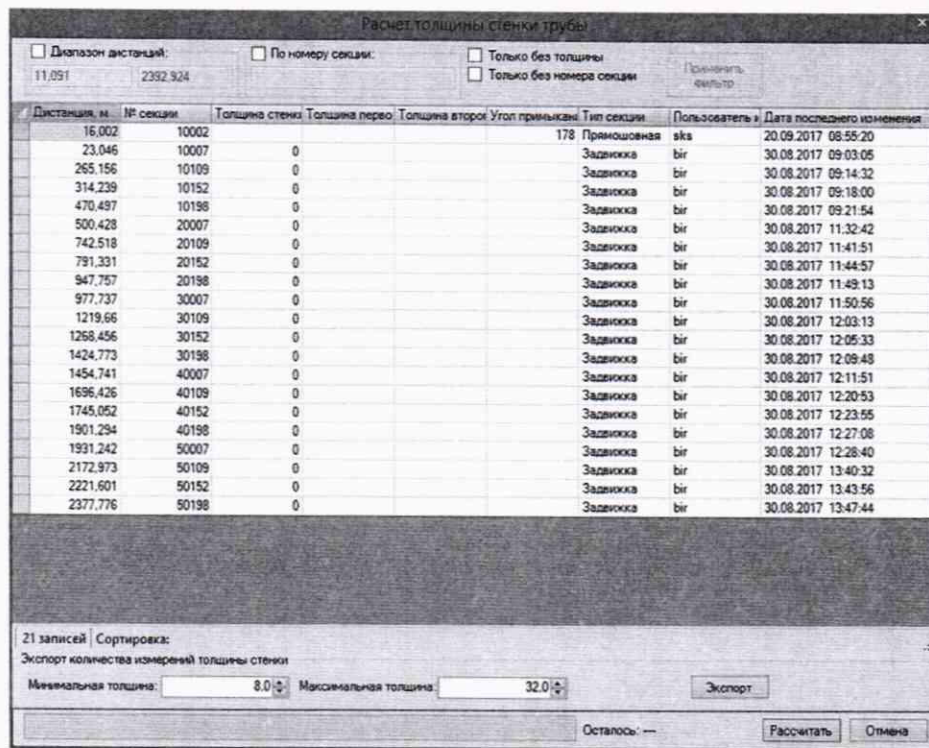 Расчет толщины стенки трубы
Диапазон дистанций: По номеру секции: Только без толщины
11,091 2392,924 Только без номера секции Применить фильтр
Дистанция, м № секции Толщина стенки Толщина перво Толщина второй Угол примыкани Тип секции Пользователь Дата последнего изменения
16,002 10002 178 Прямошовная sks 20.09.2017 08:55:20
23,046 10007 0 Задвижка bir 30.08.2017 09:03:05
265,156 10109 0 Задвижка bir 30.08.2017 09:14:32
314,239 10152 0 Задвижка bir 30.08.2017 09:18:00
470,497 10198 0 Задвижка bir 30.08.2017 09:21:54
500,428 20007 0 Задвижка bir 30.08.2017 11:32:42
742,518 20109 0 Задвижка bir 30.08.2017 11:41:51
791,331 20152 0 Задвижка bir 30.08.2017 11:44:57
947,757 20198 0 Задвижка bir 30.08.2017 11:49:13
977,737 30007 0 Задвижка bir 30.08.2017 11:50:56
1219,66 30109 0 Задвижка bir 30.08.2017 12:03:13
1268,456 30152 0 Задвижка bir 30.08.2017 12:05:33
1424,773 30198 0 Задвижка bir 30.08.2017 12:09:48
1454,741 40007 0 Задвижка bir 30.08.2017 12:11:51
1696,426 40109 0 Задвижка bir 30.08.2017 12:20:53
1745,052 40152 0 Задвижка bir 30.08.2017 12:23:55
1901,294 40198 0 Задвижка bir 30.08.2017 12:27:08
1931,242 50007 0 Задвижка bir 30.08.2017 12:28:40
2172,973 50109 0 Задвижка bir 30.08.2017 13:40:32
2221,601 50152 0 Задвижка bir 30.08.2017 13:43:56
2377,776 50198 0 Задвижка bir 30.08.2017 13:47:44
21 записей Сортировка:
Экспорт количества измерений толщины стенки
Минимальная толщина: 8.0 Максимальная толщина: 32.0 Экспорт
Осталось: --- Рассчитать Отмена